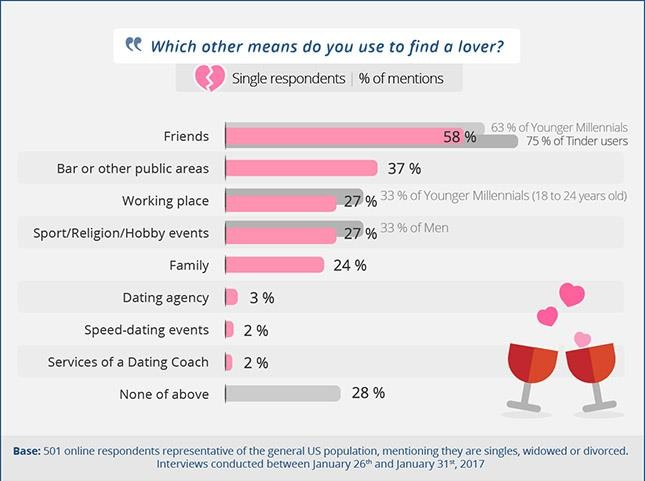 “ Which other means do you use to find a lover?
Single respondents | % of mentions
Friends 58 % 63 % of Younger Millennials
75 % of Tinder users
Bar or other public areas 37 %
Working place 27 % 33 % of Younger Millennials (18 to 24 years old)
Sport/Religion/Hobby events 27 % 33 % of Men
Family 24 %
Dating agency 3 %
Speed-dating events 2 %
Services of a Dating Coach 2 %
None of above 28 %
Base: 501 online respondents representative of the general US population, mentioning they are singles, widowed or divorced.
Interviews conducted between January 26th and January 31st, 2017